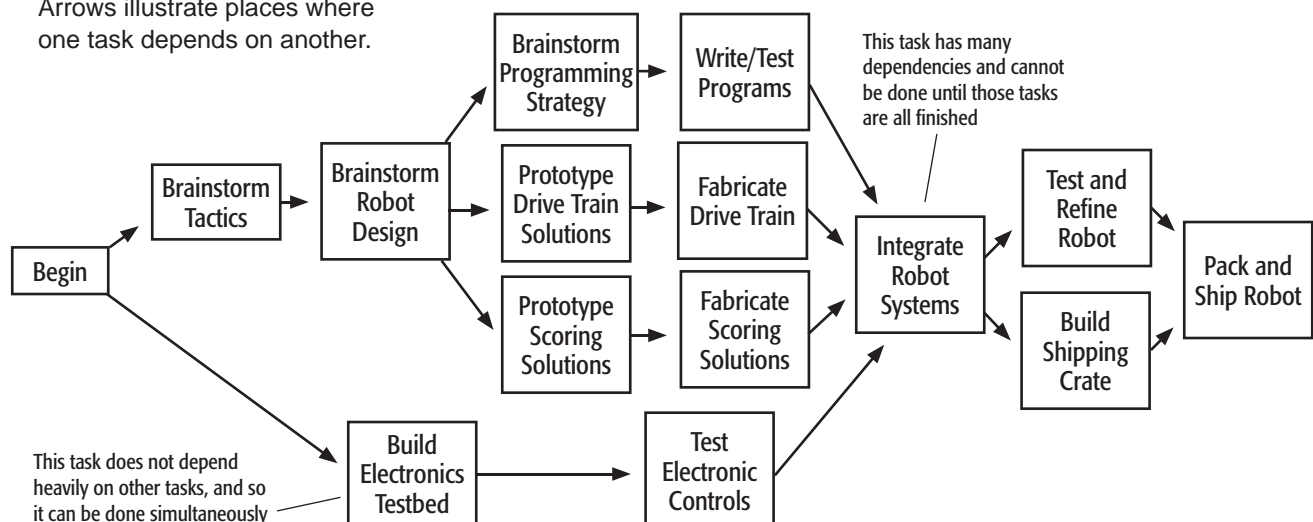 Arrows illustrate places where
one task depends on another.
Begin
Brainstorm
Tactics
Brainstorm
Robot
Design
Brainstorm
Programming
Strategy
Write/Test
Programs
Prototype
Drive Train
Solutions
Fabricate
Drive Train
Prototype
Scoring
Solutions
Fabricate
Scoring
Solutions
Build
Electronics
Testbed
Test
Electronic
Controls
This task has many
dependencies and cannot
be done until those tasks
are all finished
Integrate
Robot
Systems
Test and
Refine
Robot
Build
Shipping
Crate
Pack and
Ship Robot
This task does not depend
heavily on other tasks, and so
it can be done simultaneously